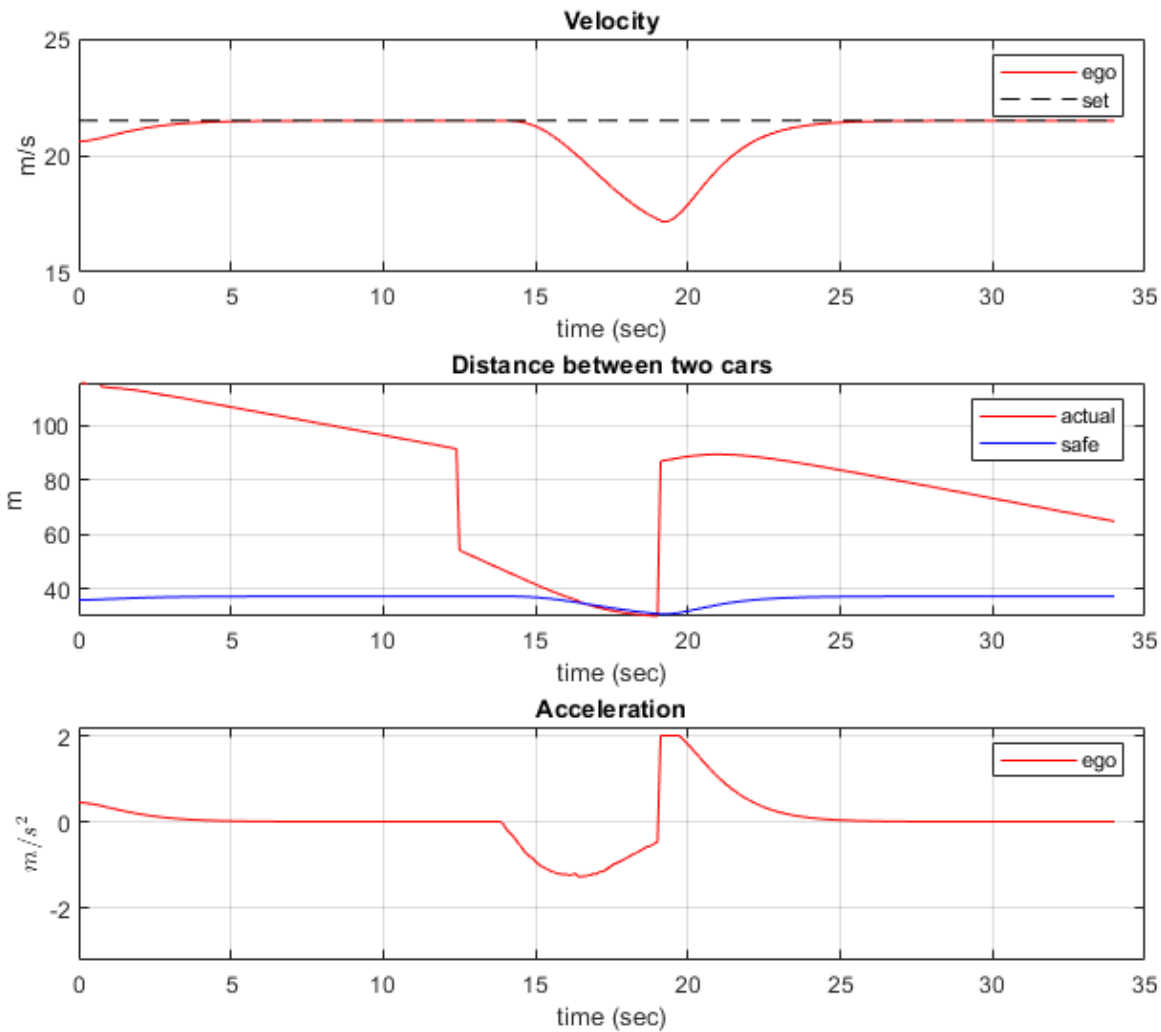 Velocity
25
20
15
m/s
ego
set
0 5 10 15 20 25 30 35
time (sec)
Distance between two cars
100
80
60
40
m
actual
safe
0 5 10 15 20 25 30 35
time (sec)
Acceleration
2
0
-2
m/s²
ego
0 5 10 15 20 25 30 35
time (sec)